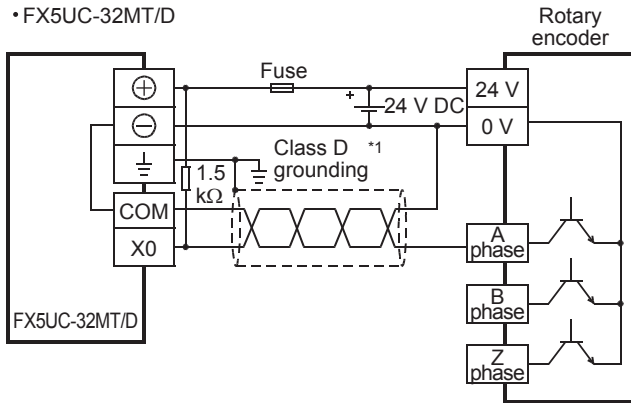 • FX5UC-32MT/D
Rotary
encoder
Fuse
24 V
+
24 V DC
0 V
Class D *1
grounding
1.5
kΩ
COM
X0
A
phase
B
phase
Z
phase
FX5UC-32MT/D